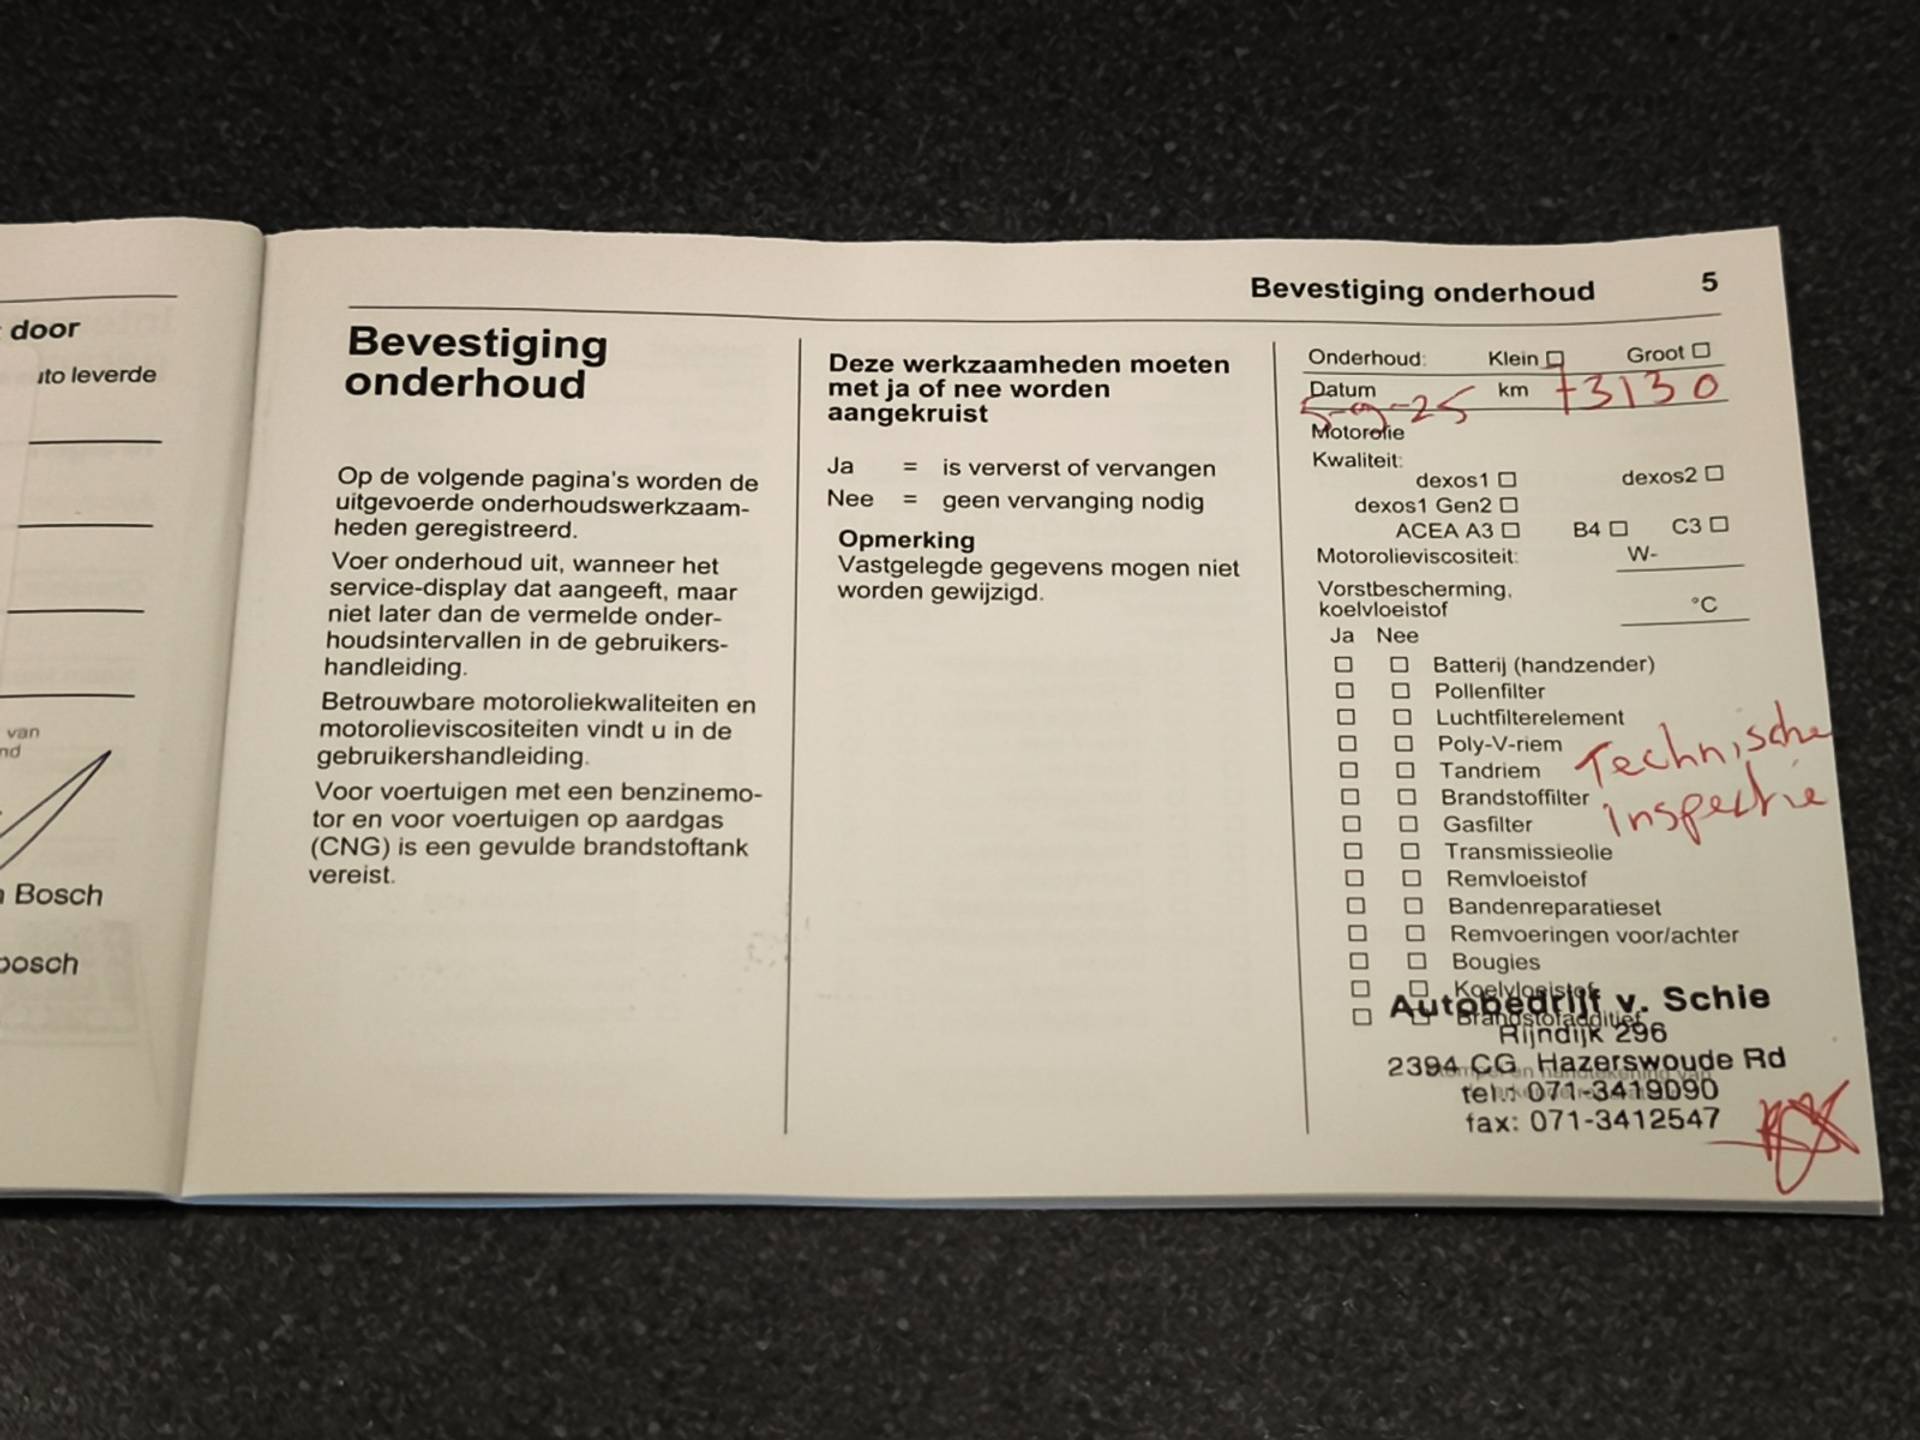 door
uto leverde
van
nd
Bosch
bosch
Bevestiging onderhoud 5
Bevestiging
onderhoud
Op de volgende pagina's worden de
uitgevoerde onderhoudswerkzaam-
heden geregistreerd.
Voer onderhoud uit, wanneer het
service-display dat aangeeft, maar
niet later dan de vermelde onder-
houdsintervallen in de gebruikers-
handleiding.
Betrouwbare motoroliekwaliteiten en
motorolieviscositeiten vindt u in de
gebruikershandleiding.
Voor voertuigen met een benzinemo-
tor en voor voertuigen op aardgas
(CNG) is een gevulde brandstoftank
vereist.
Deze werkzaamheden moeten
met ja of nee worden
aangekruist
Ja = is ververst of vervangen
Nee = geen vervanging nodig
Opmerking
Vastgelegde gegevens mogen niet
worden gewijzigd.
Onderhoud: Klein Groot
Datum km 73130
5-9-25
Motorolie
Kwaliteit:
dexos1 dexos2
dexos1 Gen2
ACEA A3 B4 C3
Motorolieviscositeit: W-
Vorstbescherming,
koelvloeistof °C
Ja Nee
Batterij (handzender)
Pollenfilter
Luchtfilterelement
Poly-V-riem
Tandriem
Brandstoffilter
Gasfilter
Transmissieolie
Remvloeistof
Bandenreparatieset
Remvoeringen voor/achter
Bougies
Koelvloeistof
Brandstofadditief
Technische
inspectie
Autobedrijf v. Schie
Rijndijk 296
2394 CG Hazerswoude Rd
tel.: 071-3419090
fax: 071-3412547